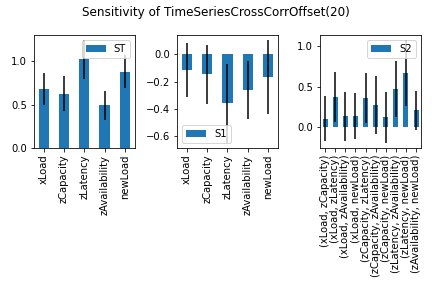 Sensitivity of TimeSeriesCrossCorrOffset(20)
ST
1.0
0.5
0.0
xLoad
zCapacity
zLatency
zAvailability
newLoad
S1
0.0
−0.2
−0.4
−0.6
xLoad
zCapacity
zLatency
zAvailability
newLoad
S2
1.0
0.5
0.0
(xLoad, zCapacity)
(xLoad, zLatency)
(xLoad, zAvailability)
(xLoad, newLoad)
(zCapacity, zLatency)
(zCapacity, zAvailability)
(zCapacity, newLoad)
(zLatency, zAvailability)
(zLatency, newLoad)
(zAvailability, newLoad)